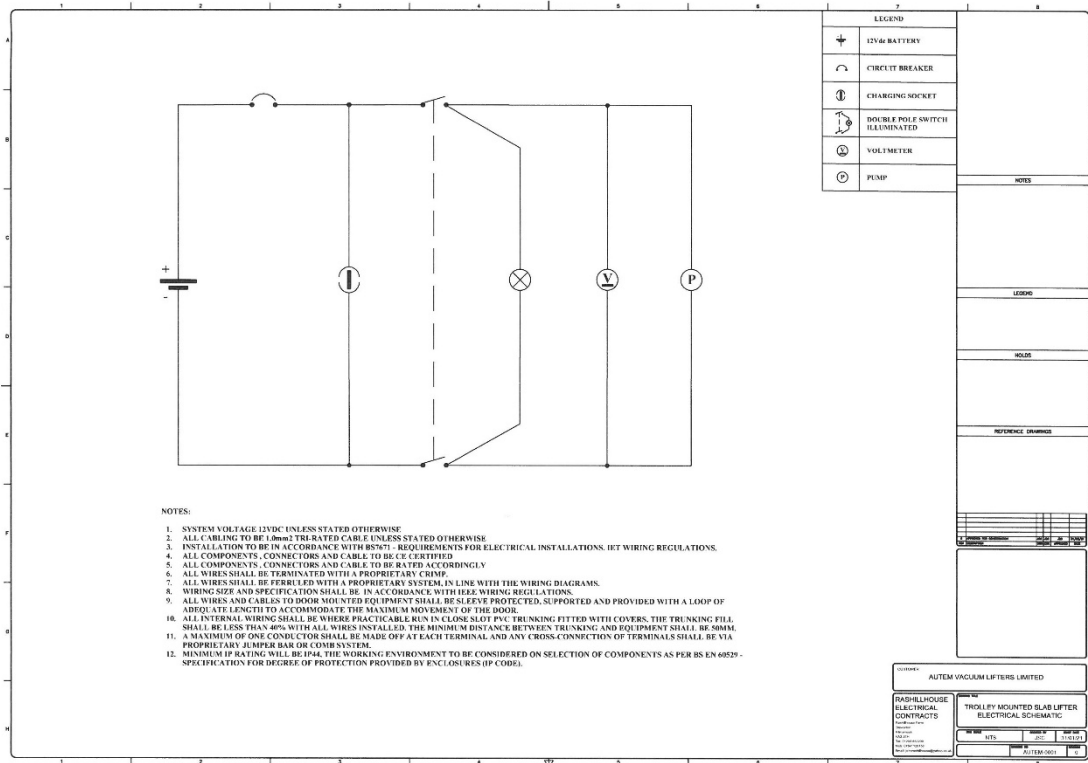 1 2 3 4 5 6 7 8
A
B
C
D
E
F
G
H
LEGEND
12Vdc BATTERY
CIRCUIT BREAKER
CHARGING SOCKET
DOUBLE POLE SWITCH
ILLUMINATED
V VOLTMETER
P PUMP
NOTES
LEGEND
HOLDS
REFERENCE DRAWINGS
+
-
V
P
NOTES:
1. SYSTEM VOLTAGE 12VDC UNLESS STATED OTHERWISE
2. ALL CABLING TO BE 1.0mm2 TRI-RATED CABLE UNLESS STATED OTHERWISE
3. INSTALLATION TO BE IN ACCORDANCE WITH BS7671 - REQUIREMENTS FOR ELECTRICAL INSTALLATIONS. IET WIRING REGULATIONS.
4. ALL COMPONENTS , CONNECTORS AND CABLE TO BE CE CERTIFIED
5. ALL COMPONENTS , CONNECTORS AND CABLE TO BE RATED ACCORDINGLY
6. ALL WIRES SHALL BE TERMINATED WITH A PROPRIETARY CRIMP.
7. ALL WIRES SHALL BE FERRULED WITH A PROPRIETARY SYSTEM, IN LINE WITH THE WIRING DIAGRAMS.
8. WIRING SIZE AND SPECIFICATION SHALL BE IN ACCORDANCE WITH IEEE WIRING REGULATIONS.
9. ALL WIRES AND CABLES TO DOOR MOUNTED EQUIPMENT SHALL BE SLEEVE PROTECTED, SUPPORTED AND PROVIDED WITH A LOOP OF
ADEQUATE LENGTH TO ACCOMMODATE THE MAXIMUM MOVEMENT OF THE DOOR.
10. ALL INTERNAL WIRING SHALL BE WHERE PRACTICABLE RUN IN CLOSE SLOT PVC TRUNKING FITTED WITH COVERS. THE TRUNKING FILL
SHALL BE LESS THAN 40% WITH ALL WIRES INSTALLED. THE MINIMUM DISTANCE BETWEEN TRUNKING AND EQUIPMENT SHALL BE 50MM.
11. A MAXIMUM OF ONE CONDUCTOR SHALL BE MADE OFF AT EACH TERMINAL AND ANY CROSS-CONNECTION OF TERMINALS SHALL BE VIA
PROPRIETARY JUMPER BAR OR COMB SYSTEM.
12. MINIMUM IP RATING WILL BE IP44, THE WORKING ENVIRONMENT TO BE CONSIDERED ON SELECTION OF COMPONENTS AS PER BS EN 60529 -
SPECIFICATION FOR DEGREE OF PROTECTION PROVIDED BY ENCLOSURES (IP CODE).
AUTEM VACUUM LIFTERS LIMITED
RASHILLHOUSE
ELECTRICAL
CONTRACTS
TROLLEY MOUNTED SLAB LIFTER
ELECTRICAL SCHEMATIC
NTS
AUTEM-0001